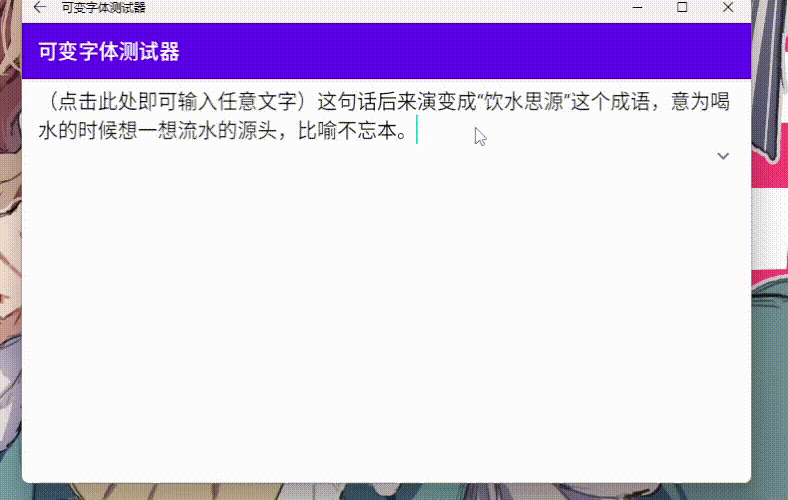 可变字体测试器
可变字体测试器
（点击此处即可输入任意文字）这句话后来演变成“饮水思源”这个成语，意为喝
水的时候想一想流水的源头，比喻不忘本。